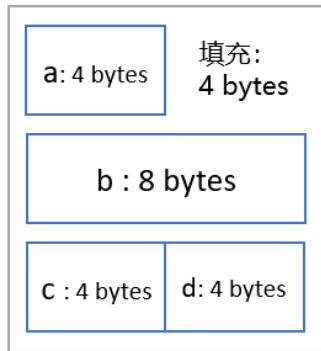 a: 4 bytes
填充:
4 bytes
b : 8 bytes
c : 4 bytes
d: 4 bytes